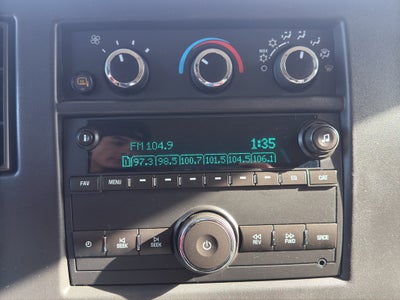 MAX
FM 104.9 1:35
97.3 98.5 100.7 101.5 104.5 106.1
FAV MENU CAT
SEEK SEEK REV FWD SRCE